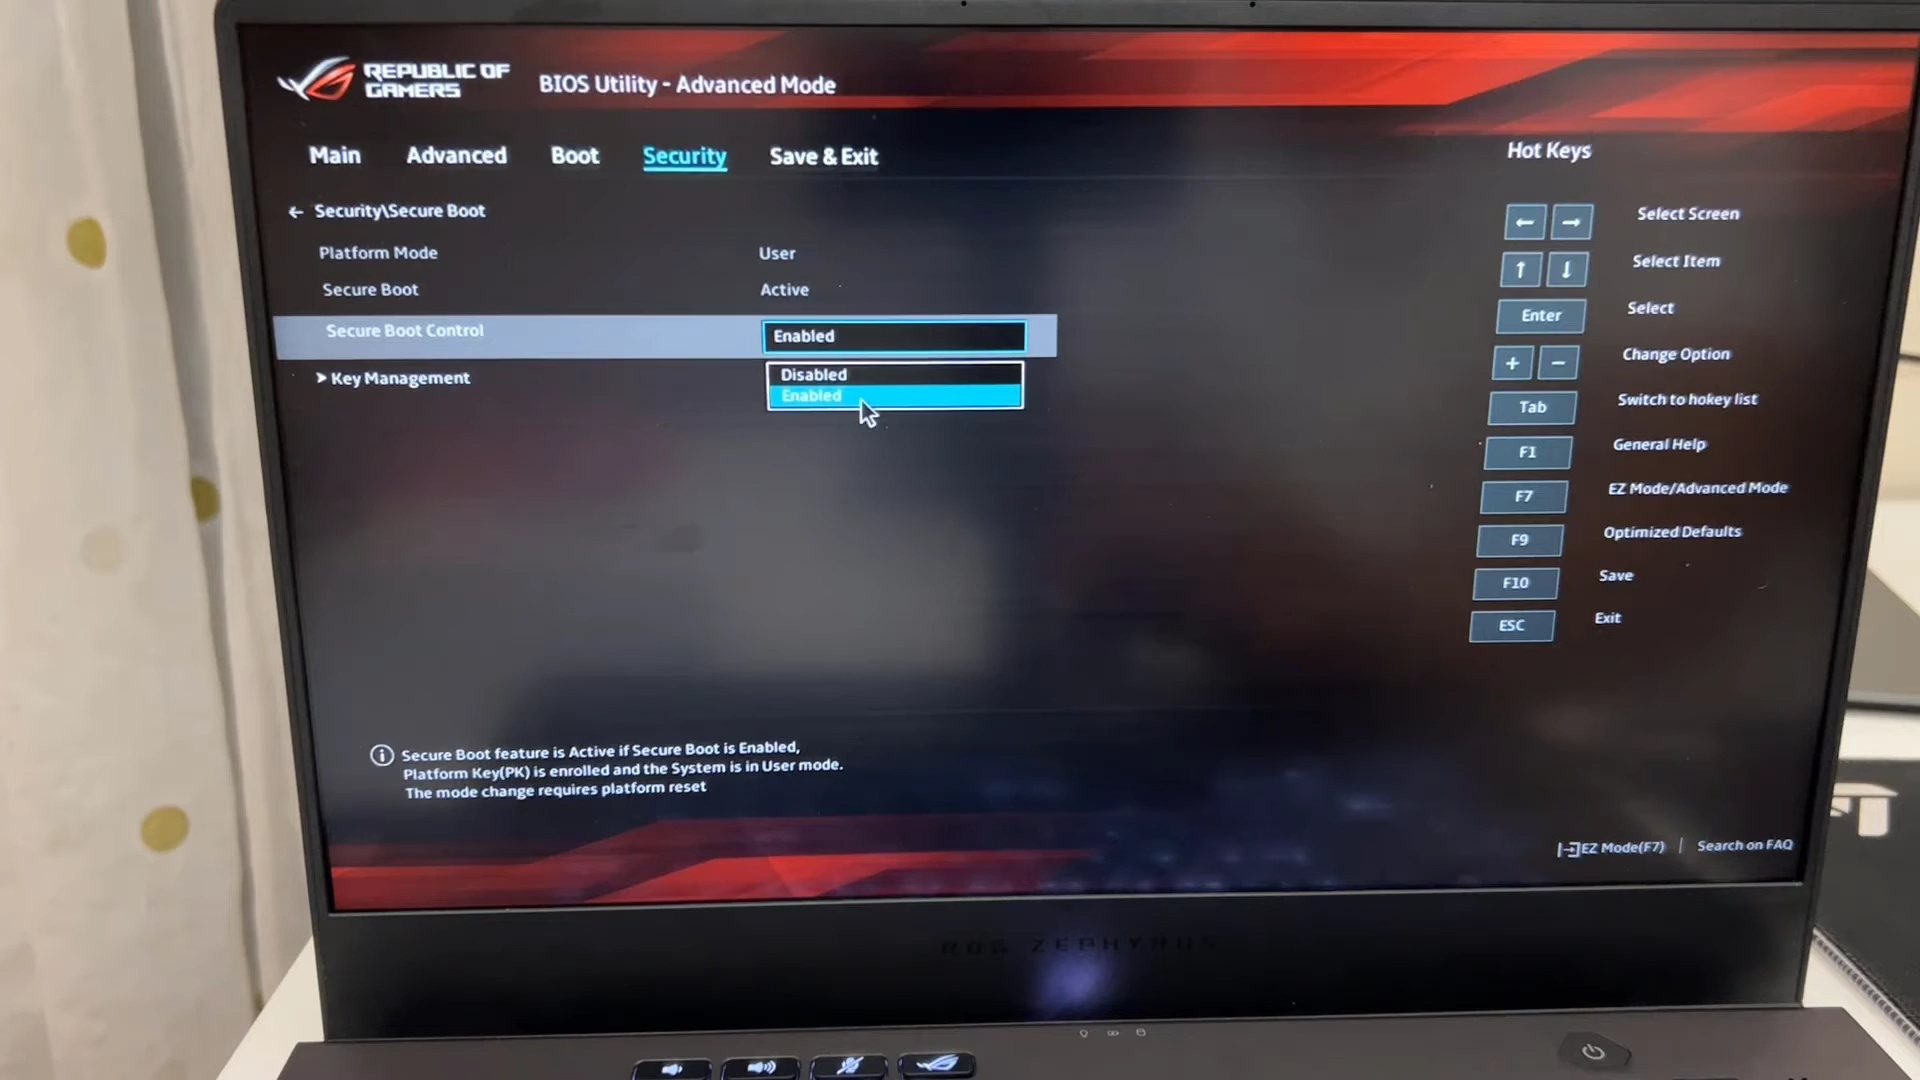 REPUBLIC OF
GAMERS
BIOS Utility - Advanced Mode
Main Advanced Boot Security Save & Exit
Hot Keys
← Security\Secure Boot
Platform Mode User
Secure Boot Active
Secure Boot Control Enabled
Disabled
Enabled
> Key Management
← → Select Screen
↑ ↓ Select Item
Enter Select
+ - Change Option
Tab Switch to hokey list
F1 General Help
F7 EZ Mode/Advanced Mode
F9 Optimized Defaults
F10 Save
ESC Exit
Secure Boot feature is Active if Secure Boot is Enabled,
Platform Key(PK) is enrolled and the System is in User mode.
The mode change requires platform reset
EZ Mode(F7) | Search on FAQ
ROG ZEPHYRUS